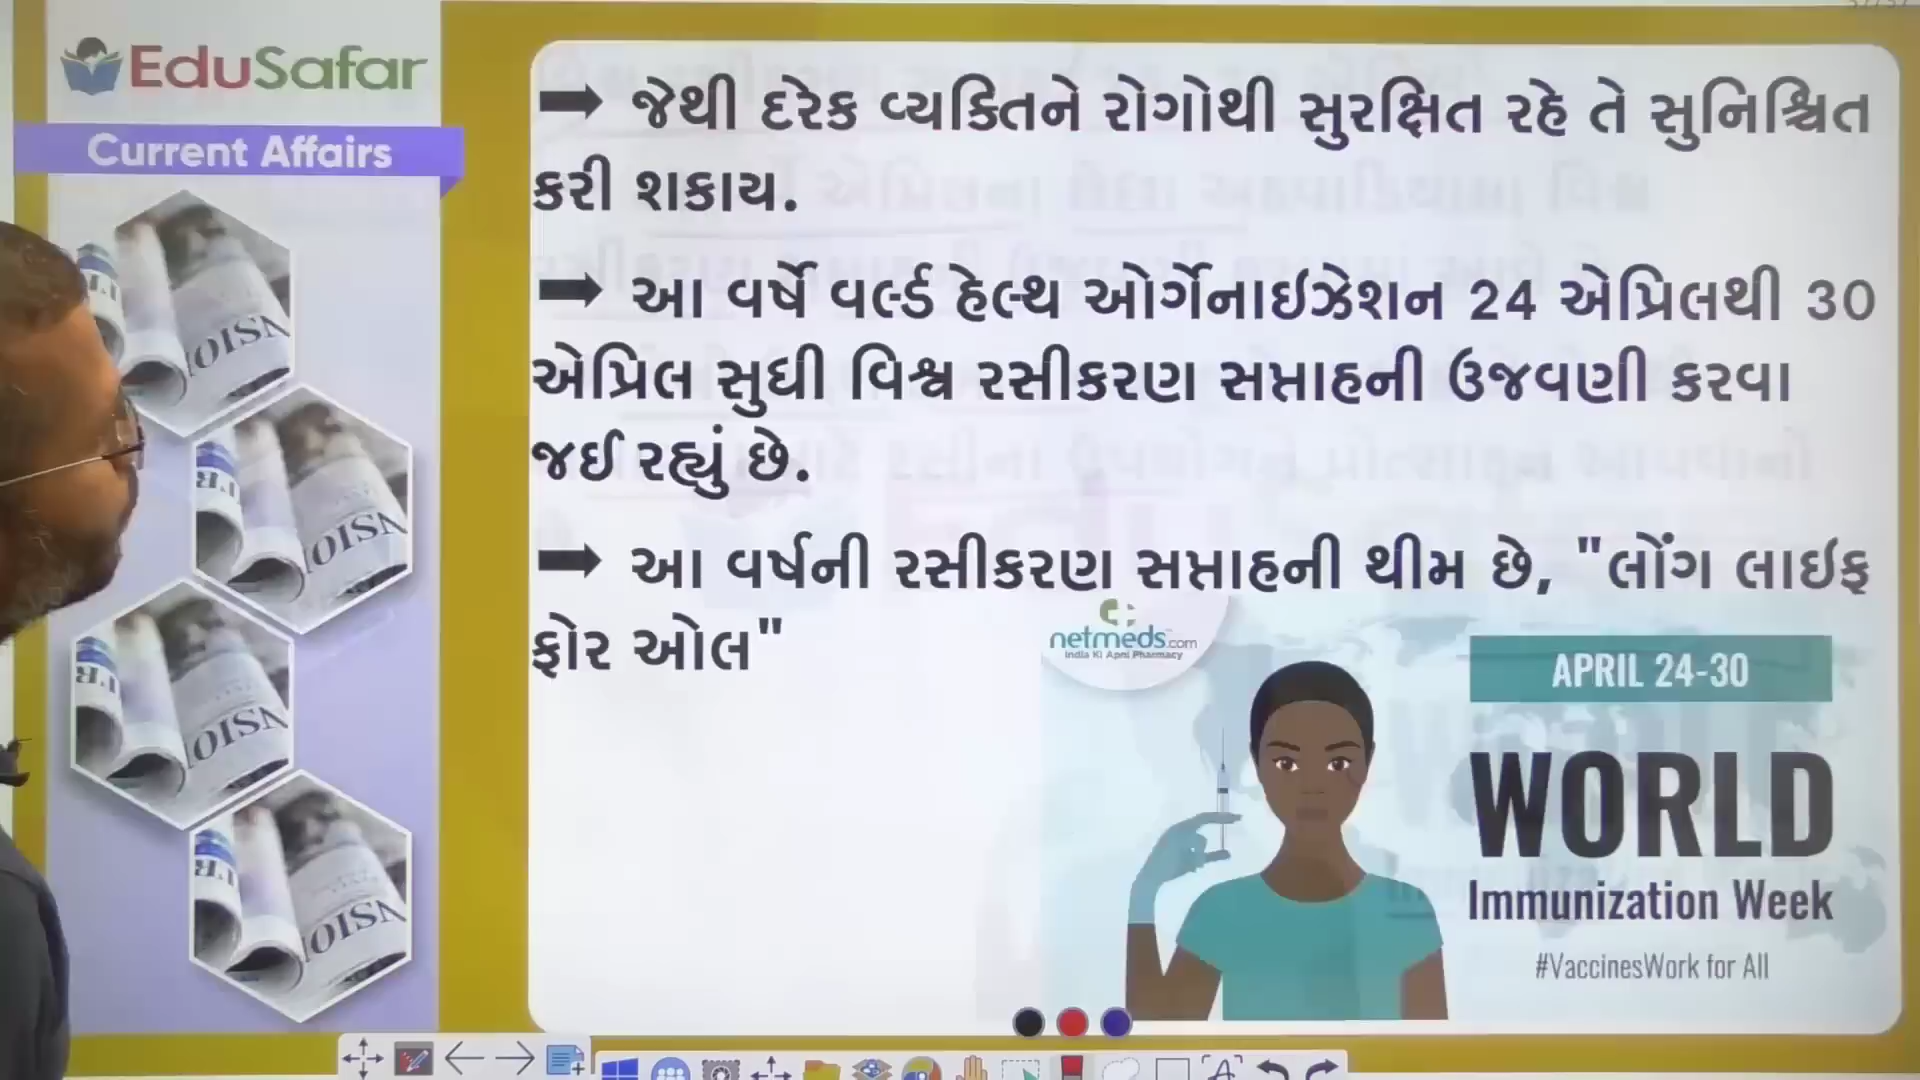 EduSafar
Current Affairs
➡ જેથી દરેક વ્યક્તિને રોગોથી સુરક્ષિત રહે તે સુનિશ્ચિત
કરી શકાય.
➡ આ વર્ષે વર્લ્ડ હેલ્થ ઓર્ગેનાઈઝેશન 24 એપ્રિલથી 30
એપ્રિલ સુધી વિશ્વ રસીકરણ સપ્તાહની ઉજવણી કરવા
જઈ રહ્યું છે.
➡ આ વર્ષની રસીકરણ સપ્તાહની થીમ છે, "લોંગ લાઇફ
ફોર ઓલ"
netmeds.com
India Ki Apni Pharmacy
APRIL 24-30
WORLD
Immunization Week
#VaccinesWork for All